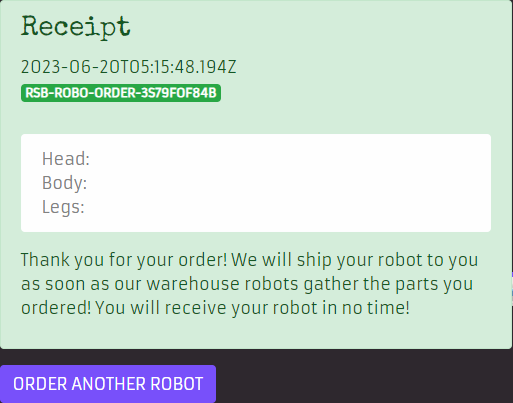 Receipt
2023-06-20T05:15:48.194Z
RSB-ROBO-ORDER-3S79FOF84B
Head:
Body:
Legs:
Thank you for your order! We will ship your robot to you
as soon as our warehouse robots gather the parts you
ordered! You will receive your robot in no time!
ORDER ANOTHER ROBOT